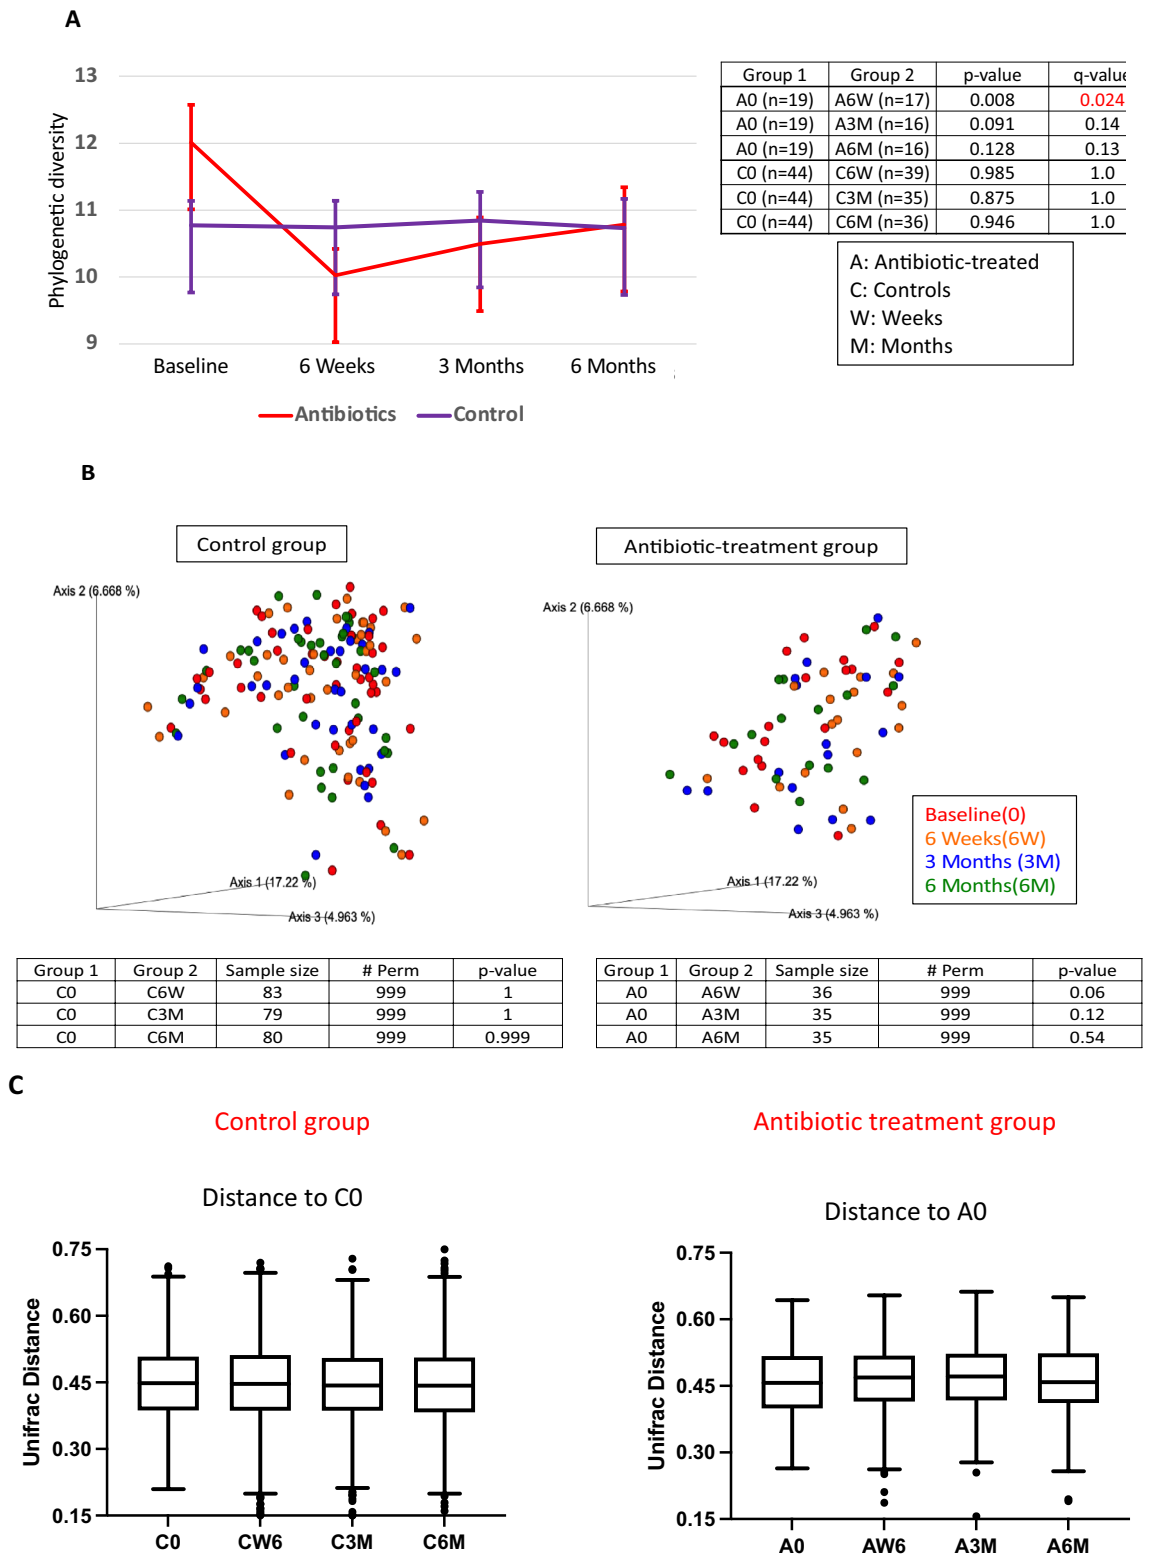 A
13
12
11
10
9
Phylogenetic diversity
Baseline 6 Weeks 3 Months 6 Months
Antibiotics Control
Group 1 Group 2 p-value q-value
A0 (n=19) A6W (n=17) 0.008 0.024
A0 (n=19) A3M (n=16) 0.091 0.14
A0 (n=19) A6M (n=16) 0.128 0.13
C0 (n=44) C6W (n=39) 0.985 1.0
C0 (n=44) C3M (n=35) 0.875 1.0
C0 (n=44) C6M (n=36) 0.946 1.0
A: Antibiotic-treated
C: Controls
W: Weeks
M: Months
B
Control group
Axis 2 (6.668 %)
Axis 1 (17.22 %)
Axis 3 (4.963 %)
Antibiotic-treatment group
Axis 2 (6.668 %)
Axis 1 (17.22 %)
Axis 3 (4.963 %)
Baseline(0)
6 Weeks(6W)
3 Months (3M)
6 Months(6M)
Group 1 Group 2 Sample size # Perm p-value
C0 C6W 83 999 1
C0 C3M 79 999 1
C0 C6M 80 999 0.999
Group 1 Group 2 Sample size # Perm p-value
A0 A6W 36 999 0.06
A0 A3M 35 999 0.12
A0 A6M 35 999 0.54
C
Control group
Distance to C0
Unifrac Distance
0.75
0.60
0.45
0.30
0.15
C0 CW6 C3M C6M
Antibiotic treatment group
Distance to A0
Unifrac Distance
0.75
0.60
0.45
0.30
0.15
A0 AW6 A3M A6M